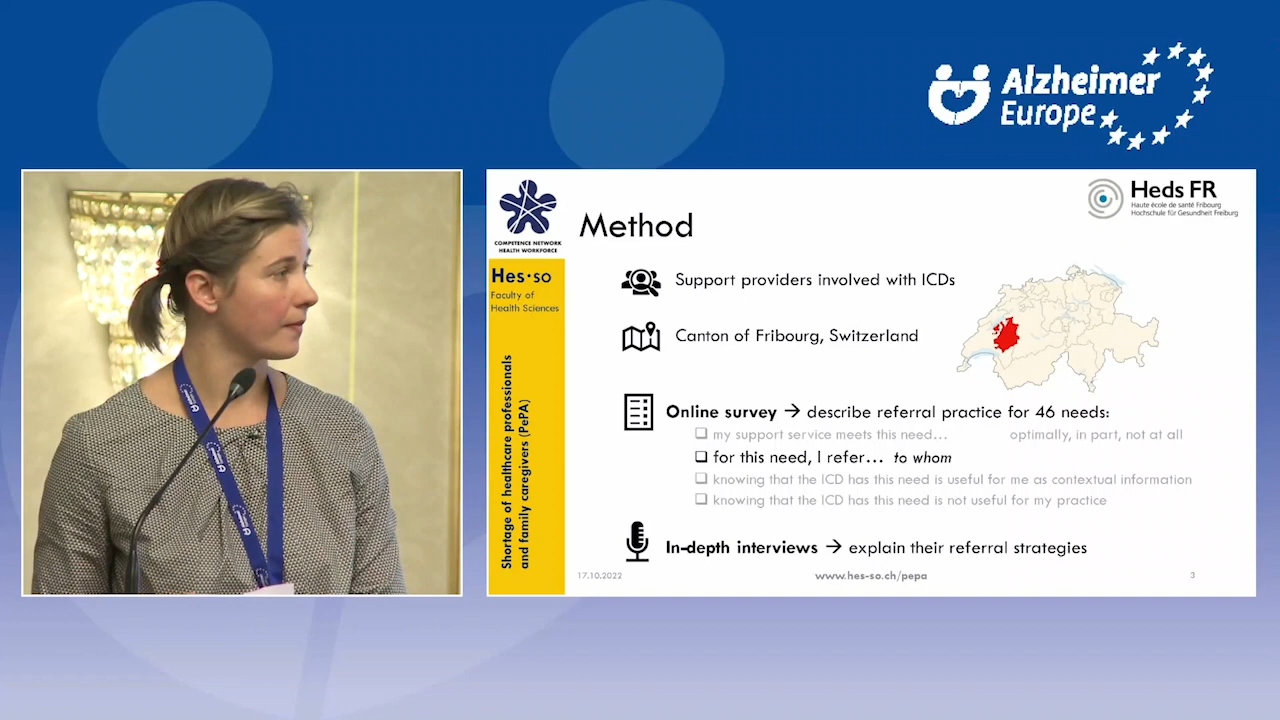 Alzheimer
Europe
COMPETENCE NETWORK
HEALTH WORKFORCE
Hes·so
Faculty of
Health Sciences
Shortage of healthcare professionals
and family caregivers (PePA)
Heds FR
Haute école de santé Fribourg
Hochschule für Gesundheit Freiburg
Method
Support providers involved with ICDs
Canton of Fribourg, Switzerland
Online survey → describe referral practice for 46 needs:
❑ my support service meets this need… optimally, in part, not at all
❑ for this need, I refer… to whom
❑ knowing that the ICD has this need is useful for me as contextual information
❑ knowing that the ICD has this need is not useful for my practice
In-depth interviews → explain their referral strategies
17.10.2022 www.hes-so.ch/pepa 3